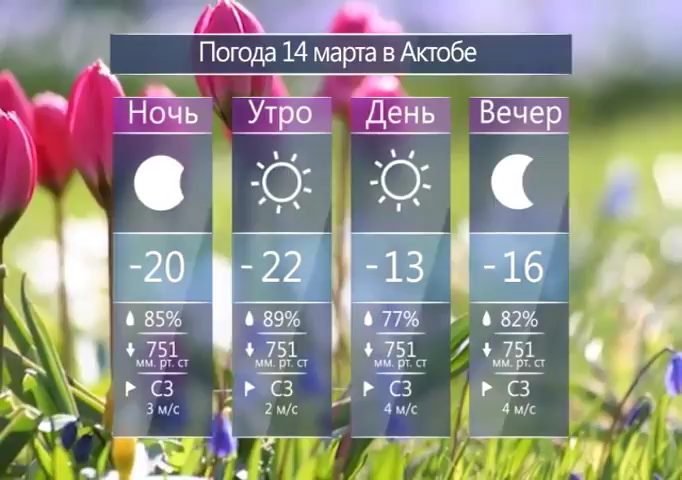 Погода 14 марта в Актобе
Ночь Утро День Вечер
-20 -22 -13 -16
85% 89% 77% 82%
751 751 751 751
мм. рт. ст мм. рт. ст мм. рт. ст мм. рт. ст
СЗ СЗ СЗ СЗ
3 м/с 2 м/с 4 м/с 4 м/с